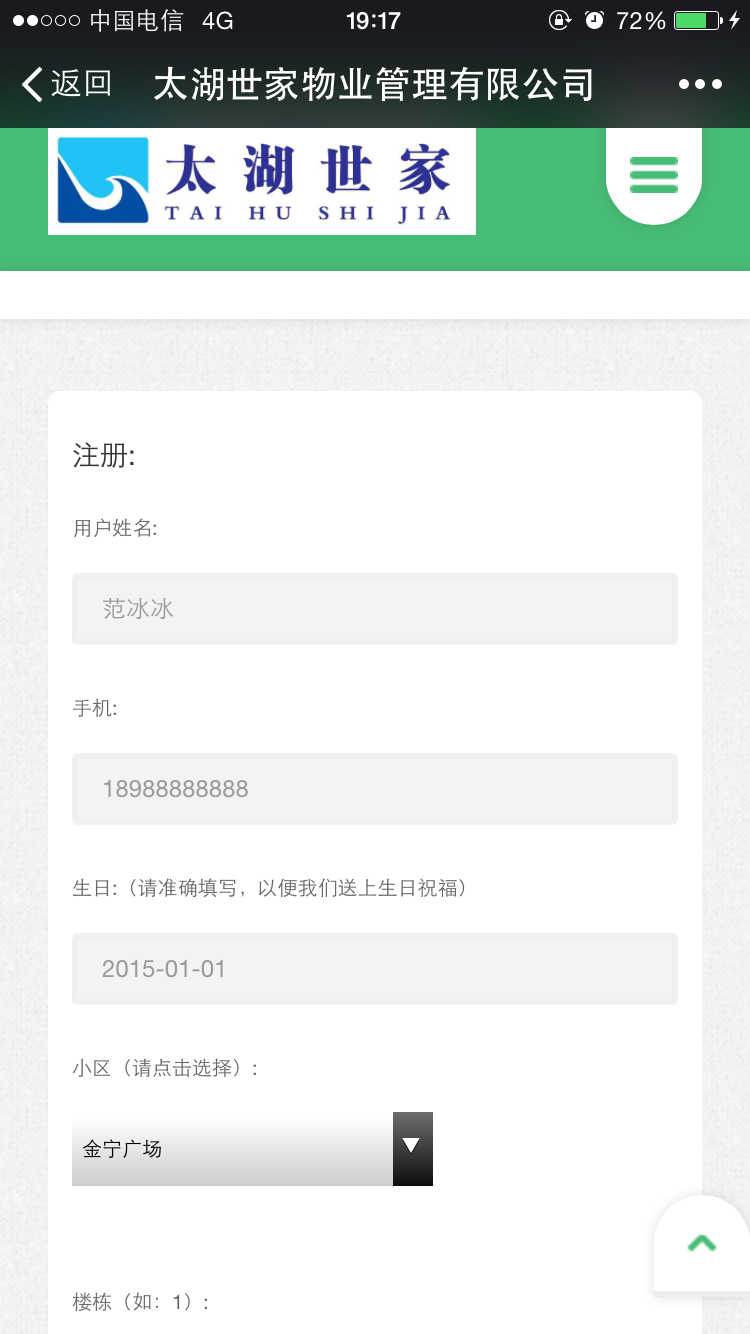 中国电信 4G 19:17 72%
返回 太湖世家物业管理有限公司
太湖世家
TAI HU SHI JIA
注册:
用户姓名:
范冰冰
手机:
18988888888
生日:（请准确填写，以便我们送上生日祝福）
2015-01-01
小区（请点击选择）:
金宁广场
楼栋（如：1）: